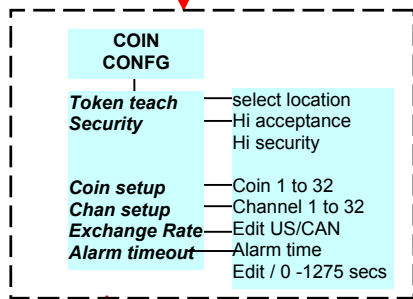 COIN
CONFG
Token teach select location
Security Hi acceptance
Hi security
Coin setup Coin 1 to 32
Chan setup Channel 1 to 32
Exchange Rate Edit US/CAN
Alarm timeout Alarm time
Edit / 0 -1275 secs